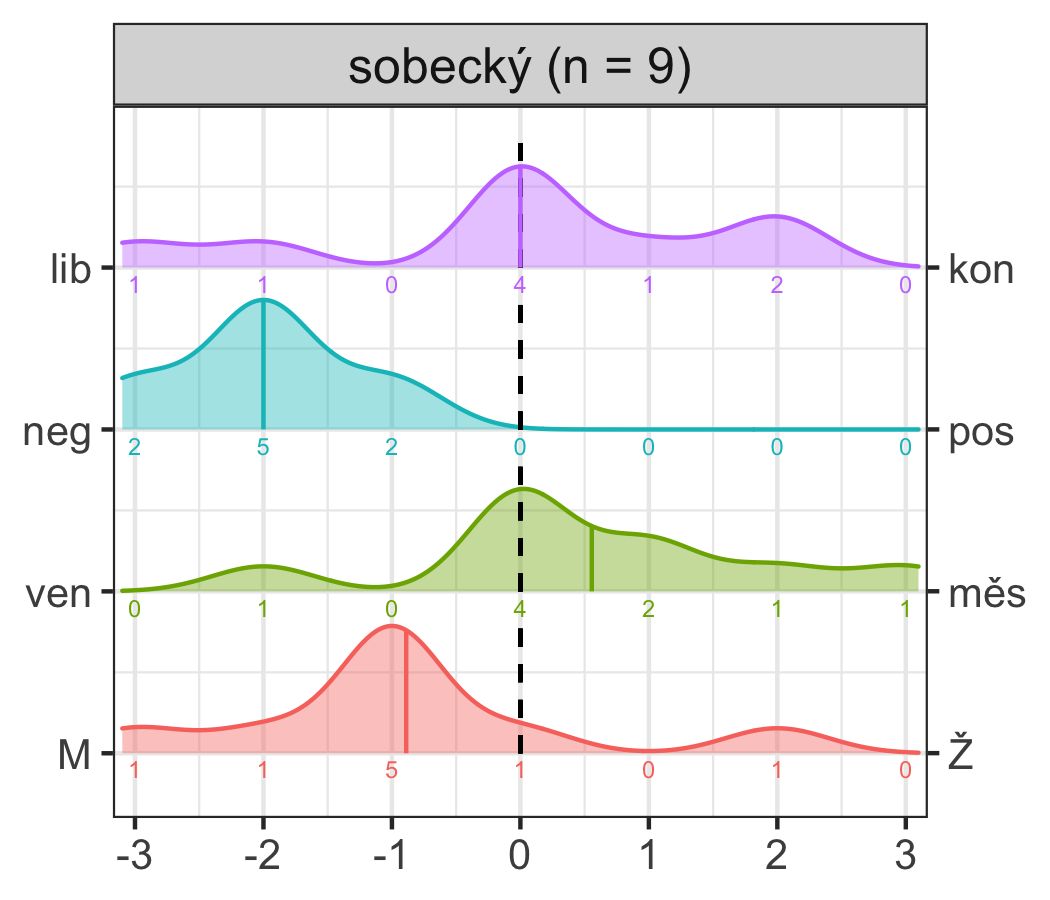 sobecký (n = 9)
lib kon
1 1 0 4 1 2 0
neg pos
2 5 2 0 0 0 0
ven měs
0 1 0 4 2 1 1
M Ž
1 1 5 1 0 1 0
-3 -2 -1 0 1 2 3